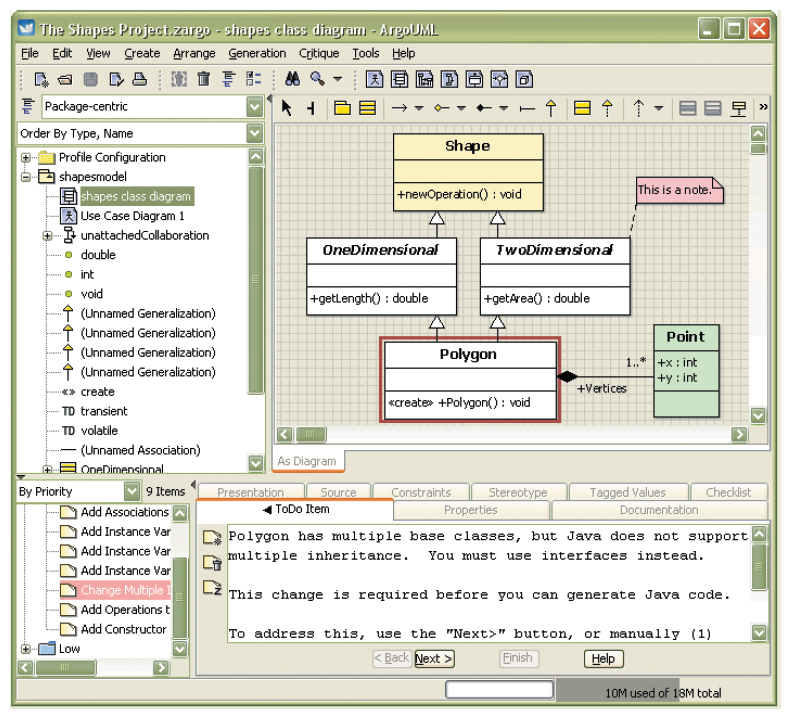 The Shapes Project.zargo - shapes class diagram - ArgoUML
File Edit View Create Arrange Generation Critique Tools Help
Package-centric
Order By Type, Name
Profile Configuration
shapesmodel
shapes class diagram
Use Case Diagram 1
unattachedCollaboration
double
int
void
(Unnamed Generalization)
(Unnamed Generalization)
(Unnamed Generalization)
(Unnamed Generalization)
«» create
TD transient
TD volatile
(Unnamed Association)
OneDimensional
Shape
+newOperation() : void
This is a note.
OneDimensional
+getLength() : double
TwoDimensional
+getArea() : double
Polygon
«create» +Polygon() : void
1..*
+Vertices
Point
+x : int
+y : int
As Diagram
By Priority
9 Items
Add Associations
Add Instance Var
Add Instance Var
Add Instance Var
Change Multiple I
Add Operations t
Add Constructor
Low
Presentation Source Constraints Stereotype Tagged Values Checklist
◀ ToDo Item Properties Documentation
Polygon has multiple base classes, but Java does not support
multiple inheritance. You must use interfaces instead.
This change is required before you can generate Java code.
To address this, use the "Next>" button, or manually (1)
< Back Next > Finish Help
10M used of 18M total